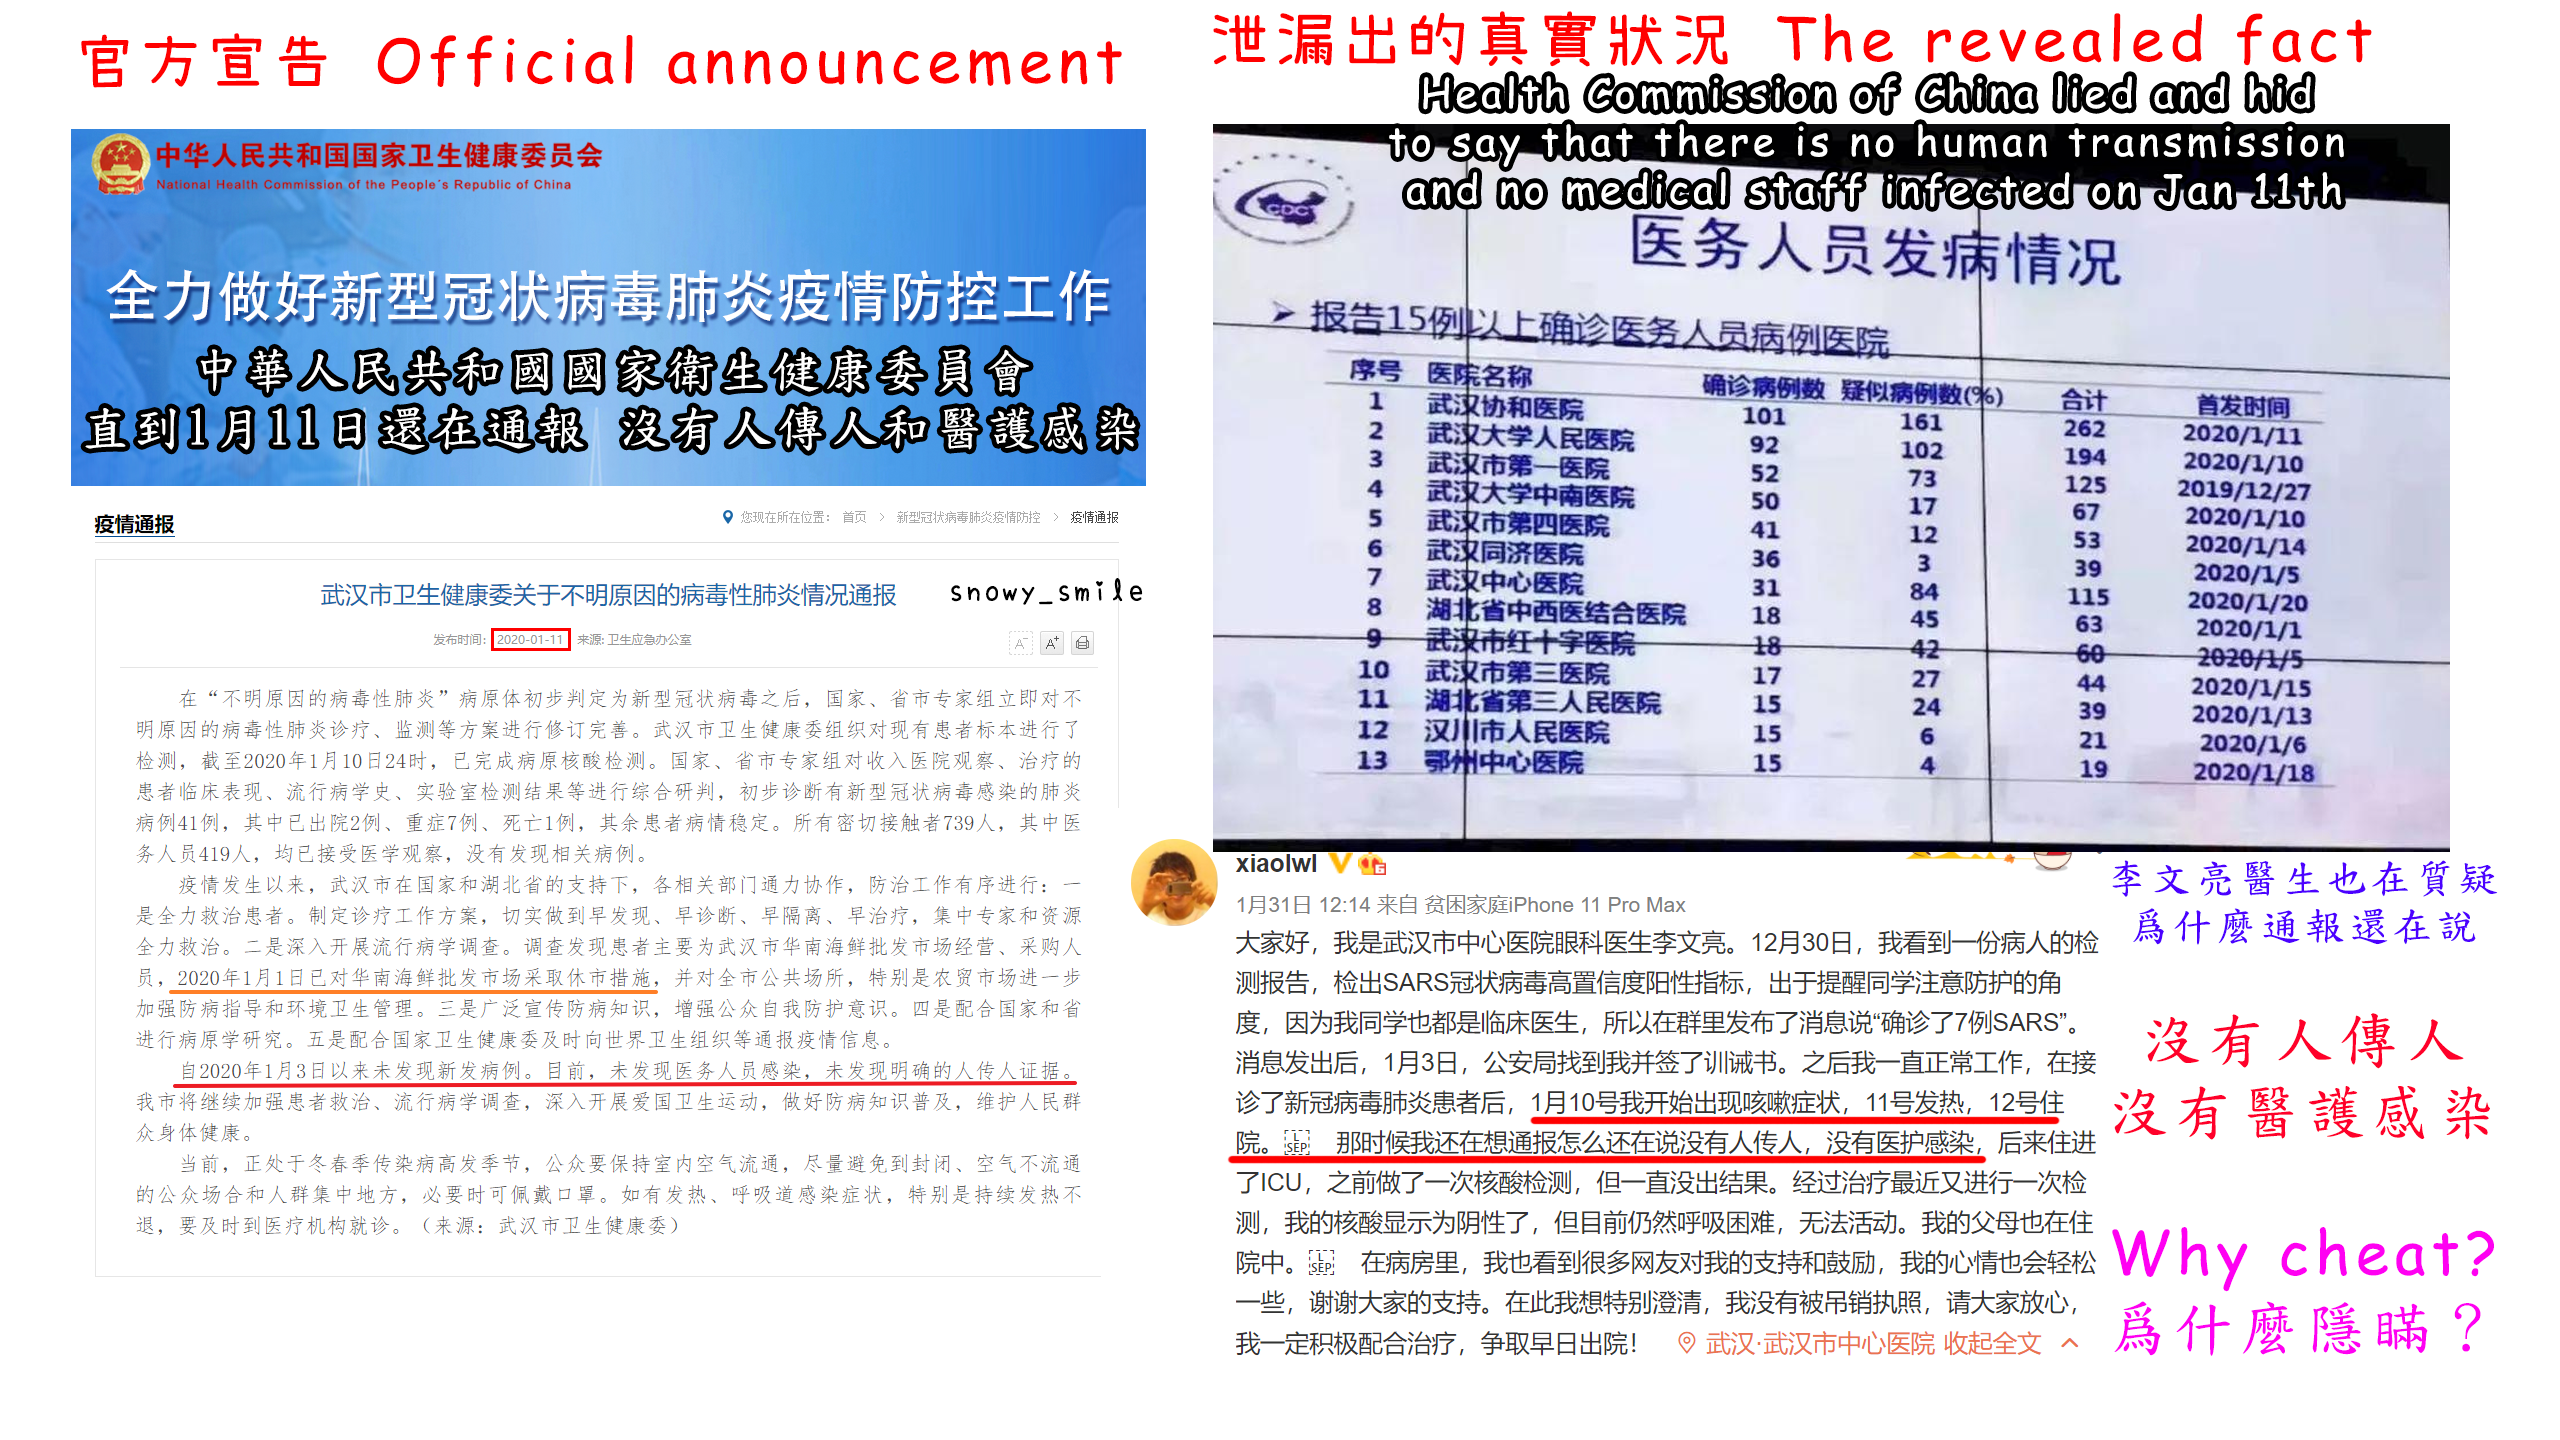 官方宣告 Official announcement
中华人民共和国国家卫生健康委员会
National Health Commission of the People's Republic of China
全力做好新型冠状病毒肺炎疫情防控工作
中華人民共和國國家衛生健康委員會
直到1月11日還在通報 沒有人傳人和醫護感染
疫情通报
您现在所在位置： 首页 > 新型冠状病毒肺炎疫情防控 > 疫情通报
武汉市卫生健康委关于不明原因的病毒性肺炎情况通报
snowy_smile
发布时间： 2020-01-11 来源: 卫生应急办公室
A- A+
在“不明原因的病毒性肺炎”病原体初步判定为新型冠状病毒之后，国家、省市专家组立即对不
明原因的病毒性肺炎诊疗、监测等方案进行修订完善。武汉市卫生健康委组织对现有患者标本进行了
检测，截至2020年1月10日24时，已完成病原核酸检测。国家、省市专家组对收入医院观察、治疗的
患者临床表现、流行病学史、实验室检测结果等进行综合研判，初步诊断有新型冠状病毒感染的肺炎
病例41例，其中已出院2例、重症7例、死亡1例，其余患者病情稳定。所有密切接触者739人，其中医
务人员419人，均已接受医学观察，没有发现相关病例。
疫情发生以来，武汉市在国家和湖北省的支持下，各相关部门通力协作，防治工作有序进行：一
是全力救治患者。制定诊疗工作方案，切实做到早发现、早诊断、早隔离、早治疗，集中专家和资源
全力救治。二是深入开展流行病学调查。调查发现患者主要为武汉市华南海鲜批发市场经营、采购人
员，2020年1月1日已对华南海鲜批发市场采取休市措施，并对全市公共场所，特别是农贸市场进一步
加强防病指导和环境卫生管理。三是广泛宣传防病知识，增强公众自我防护意识。四是配合国家和省
进行病原学研究。五是配合国家卫生健康委及时向世界卫生组织等通报疫情信息。
自2020年1月3日以来未发现新发病例。目前，未发现医务人员感染，未发现明确的人传人证据。
我市将继续加强患者救治、流行病学调查，深入开展爱国卫生运动，做好防病知识普及，维护人民群
众身体健康。
当前，正处于冬春季传染病高发季节，公众要保持室内空气流通，尽量避免到封闭、空气不流通
的公众场合和人群集中地方，必要时可佩戴口罩。如有发热、呼吸道感染症状，特别是持续发热不
退，要及时到医疗机构就诊。（来源：武汉市卫生健康委）
泄漏出的真實狀況 The revealed fact
Health Commission of China lied and hid
to say that there is no human transmission
and no medical staff infected on Jan 11th
CDC
医务人员发病情况
➢ 报告15例以上确诊医务人员病例医院
序号 医院名称 确诊病例数 疑似病例数(%) 合计 首发时间
1 武汉协和医院 101 161 262 2020/1/11
2 武汉大学人民医院 92 102 194 2020/1/10
3 武汉市第一医院 52 73 125 2019/12/27
4 武汉大学中南医院 50 17 67 2020/1/10
5 武汉市第四医院 41 12 53 2020/1/14
6 武汉同济医院 36 3 39 2020/1/5
7 武汉中心医院 31 84 115 2020/1/20
8 湖北省中西医结合医院 18 45 63 2020/1/1
9 武汉市红十字医院 18 42 60 2020/1/5
10 武汉市第三医院 17 27 44 2020/1/15
11 湖北省第三人民医院 15 24 39 2020/1/13
12 汉川市人民医院 15 6 21 2020/1/6
13 鄂州中心医院 15 4 19 2020/1/18
xiaolwl
1月31日 12:14 来自 贫困家庭iPhone 11 Pro Max
大家好，我是武汉市中心医院眼科医生李文亮。12月30日，我看到一份病人的检
测报告，检出SARS冠状病毒高置信度阳性指标，出于提醒同学注意防护的角
度，因为我同学也都是临床医生，所以在群里发布了消息说“确诊了7例SARS”。
消息发出后，1月3日，公安局找到我并签了训诫书。之后我一直正常工作，在接
诊了新冠病毒肺炎患者后，1月10号我开始出现咳嗽症状，11号发热，12号住
院。 那时候我还在想通报怎么还在说没有人传人，没有医护感染，后来住进
了ICU，之前做了一次核酸检测，但一直没出结果。经过治疗最近又进行一次检
测，我的核酸显示为阴性了，但目前仍然呼吸困难，无法活动。我的父母也在住
院中。 在病房里，我也看到很多网友对我的支持和鼓励，我的心情也会轻松
一些，谢谢大家的支持。在此我想特别澄清，我没有被吊销执照，请大家放心，
我一定积极配合治疗，争取早日出院！ 武汉·武汉市中心医院 收起全文
李文亮醫生也在質疑
爲什麼通報還在說
沒有人傳人
沒有醫護感染
Why cheat?
爲什麼隱瞞？